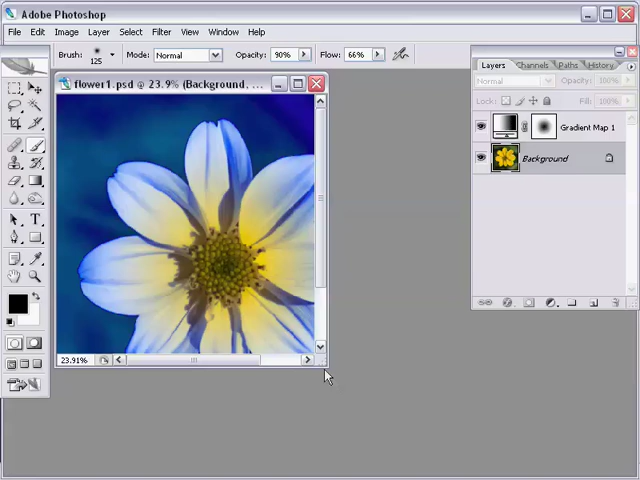 Adobe Photoshop
File Edit Image Layer Select Filter View Window Help
Brush: 125 Mode: Normal Opacity: 90% Flow: 66%
flower1.psd @ 23.9% (Background, ...
Layers Channels Paths History
Normal Opacity: 100%
Lock: Fill: 100%
Gradient Map 1
Background
T
23.91%